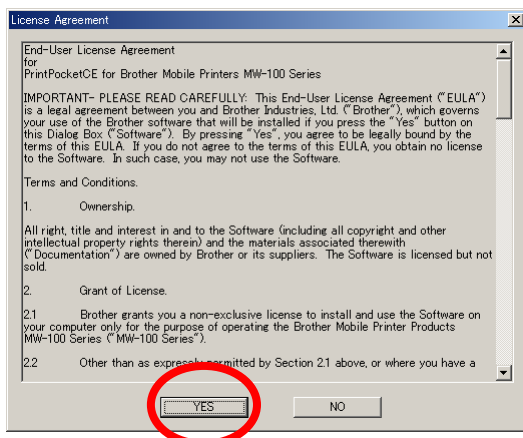 License Agreement
End-User License Agreement
for
PrintPocketCE for Brother Mobile Printers MW-100 Series
IMPORTANT- PLEASE READ CAREFULLY: This End-User License Agreement ("EULA")
is a legal agreement between you and Brother Industries, Ltd. ("Brother"), which governs
your use of the Brother software that will be installed if you press the "Yes" button on
this Dialog Box ("Software"). By pressing "Yes", you agree to be legally bound by the
terms of this EULA. If you do not agree to the terms of this EULA, you obtain no license
to the Software. In such case, you may not use the Software.
Terms and Conditions.
1. Ownership.
All right, title and interest in and to the Software (including all copyright and other
intellectual property rights therein) and the materials associated therewith
("Documentation") are owned by Brother or its suppliers. The Software is licensed but not
sold.
2. Grant of License.
2.1 Brother grants you a non-exclusive license to install and use the Software on
your computer only for the purpose of operating the Brother Mobile Printer Products
MW-100 Series ("MW-100 Series").
2.2 Other than as expressly permitted by Section 2.1 above, or where you have a
YES NO